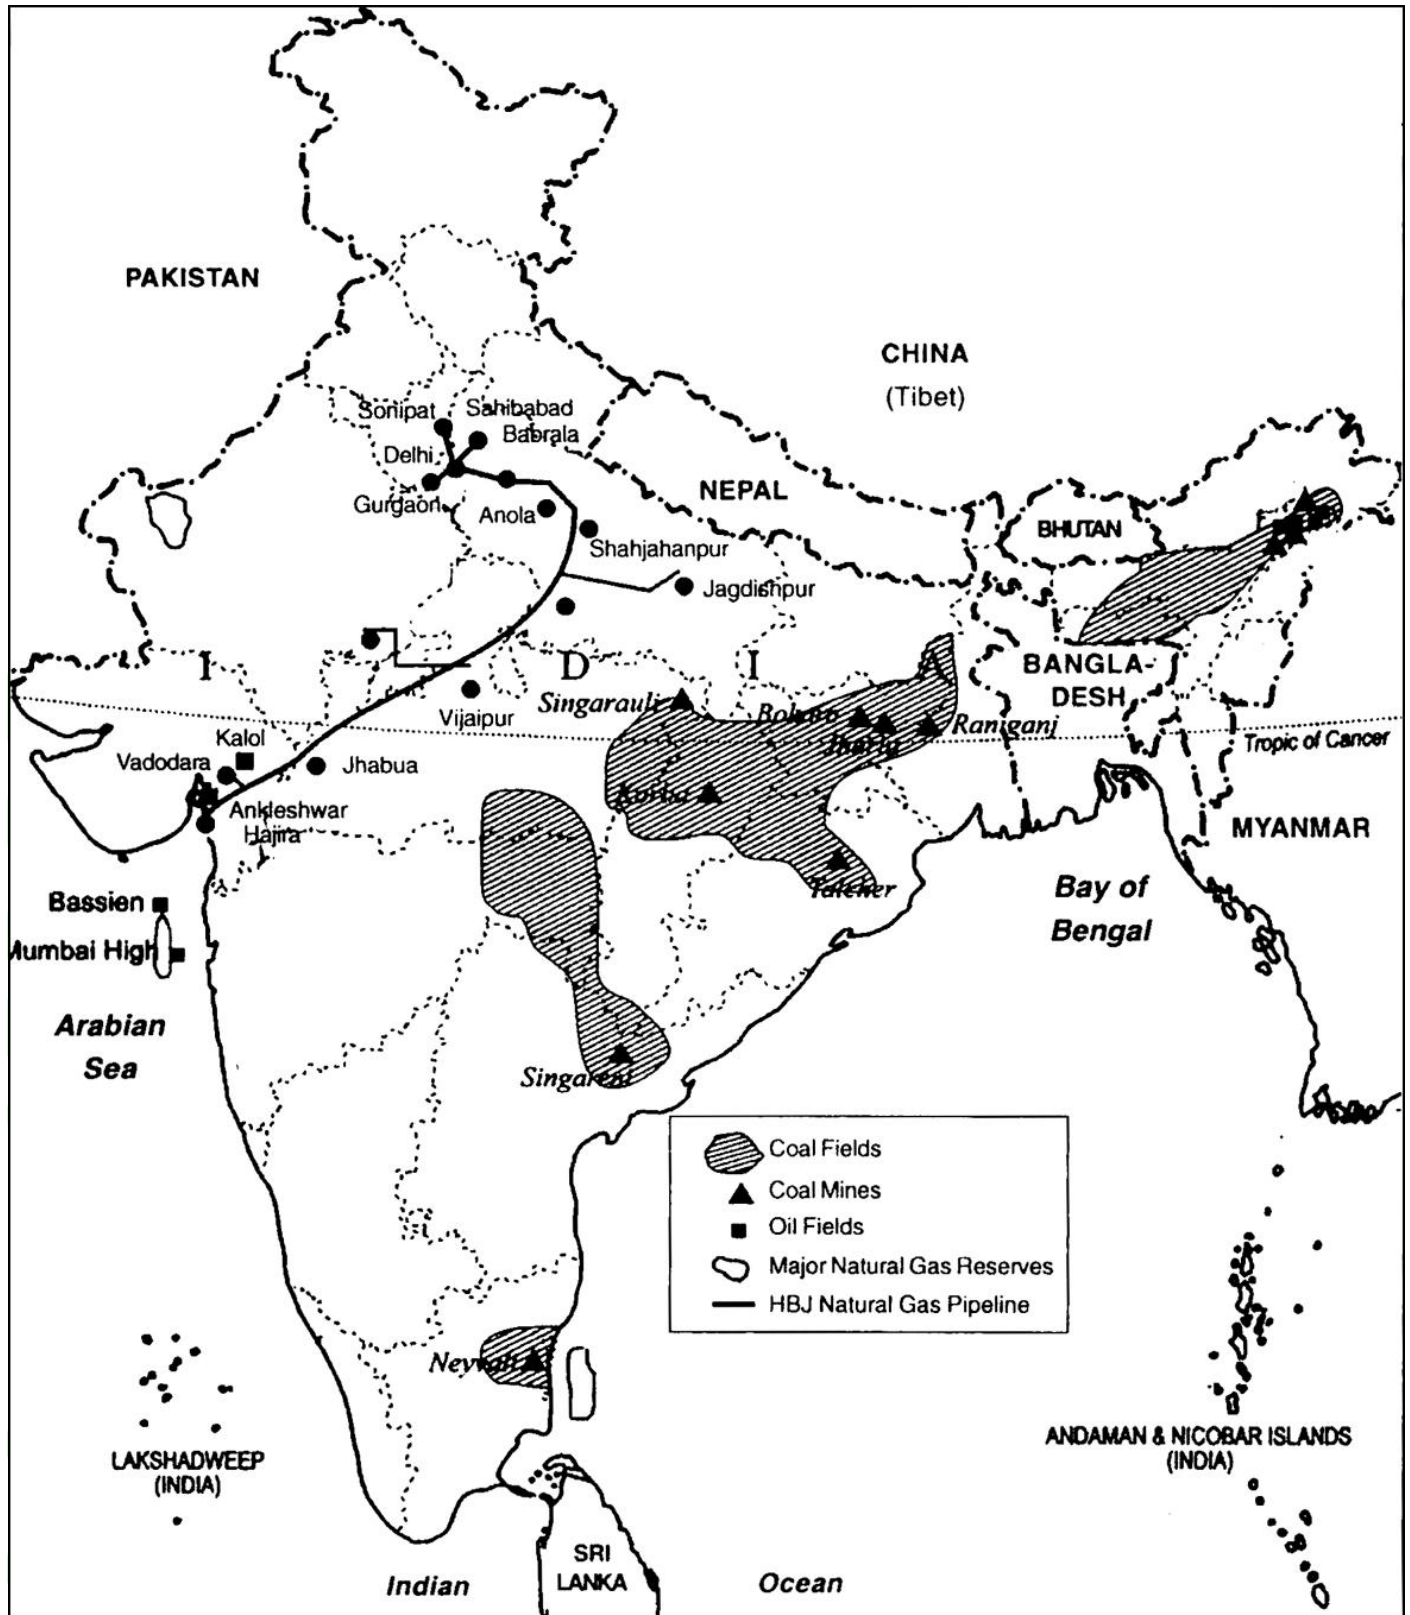 PAKISTAN
CHINA
(Tibet)
Sonipat
Sahibabad
Babrala
Delhi
Gurgaon
Anola
NEPAL
BHUTAN
Shahjahanpur
Jagdishpur
I
D
I
A
BANGLA-
DESH
Singarauli
Bokaro
Jharia
Raniganj
Vijaipur
Tropic of Cancer
Kalol
Vadodara
Jhabua
Korba
Ankleshwar
Hajira
MYANMAR
Talcher
Bassien
Mumbai High
Bay of
Bengal
Arabian
Sea
Singareni
Coal Fields
Coal Mines
Oil Fields
Major Natural Gas Reserves
HBJ Natural Gas Pipeline
Neyvali
LAKSHADWEEP
(INDIA)
ANDAMAN & NICOBAR ISLANDS
(INDIA)
SRI
LANKA
Indian
Ocean